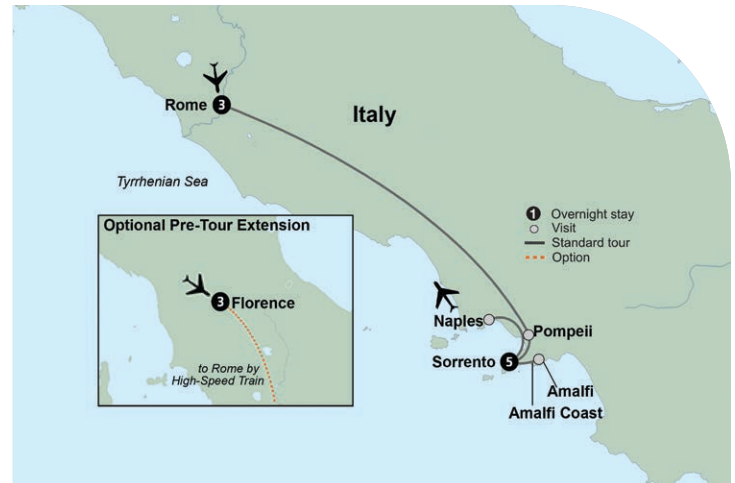 Rome 3
Italy
Tyrrhenian Sea
1 Overnight stay
Visit
Standard tour
Option
Optional Pre-Tour Extension
3 Florence
to Rome by
High-Speed Train
Naples
Pompeii
Sorrento 5
Amalfi
Amalfi Coast